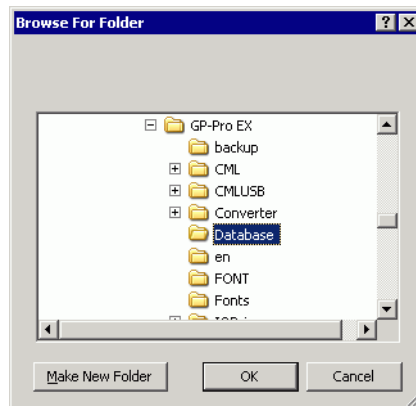 Browse For Folder
GP-Pro EX
backup
CML
CMLUSB
Converter
Database
en
FONT
Fonts
Make New Folder
OK
Cancel